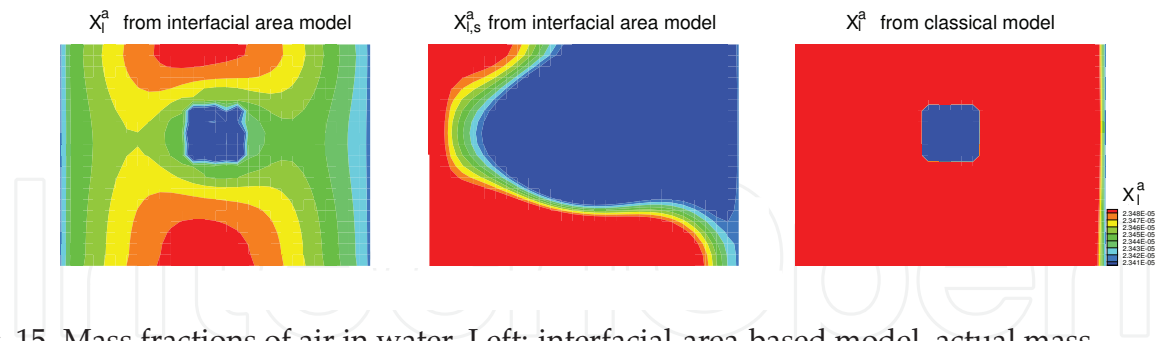 X_l^a from interfacial area model
X_{l,s}^a from interfacial area model
X_l^a from classical model
X_l^a
2.348E-05
2.347E-05
2.346E-05
2.345E-05
2.344E-05
2.343E-05
2.342E-05
2.341E-05
15. Mass fractions of air in water. Left: interfacial-area-based model, actual mass